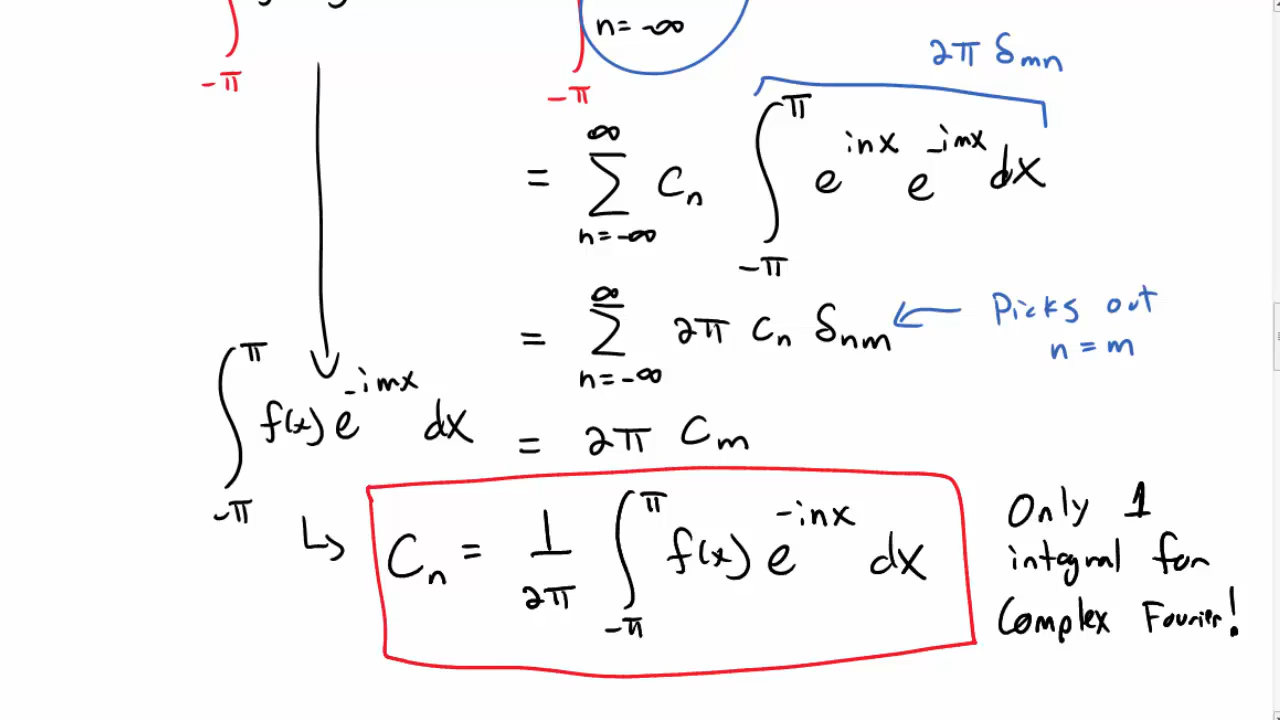 -π
n = -∞
-π
2π δmn
= ∑_{n=-∞}^{∞} Cn ∫_{-π}^{π} e^{inx} e^{-imx} dx
= ∑_{n=-∞}^{∞} 2π Cn δnm ← Picks out
n = m
∫_{-π}^{π} f(x) e^{-imx} dx = 2π Cm
↳ Cn = 1/2π ∫_{-π}^{π} f(x) e^{-inx} dx
Only 1
integral for
Complex Fourier!